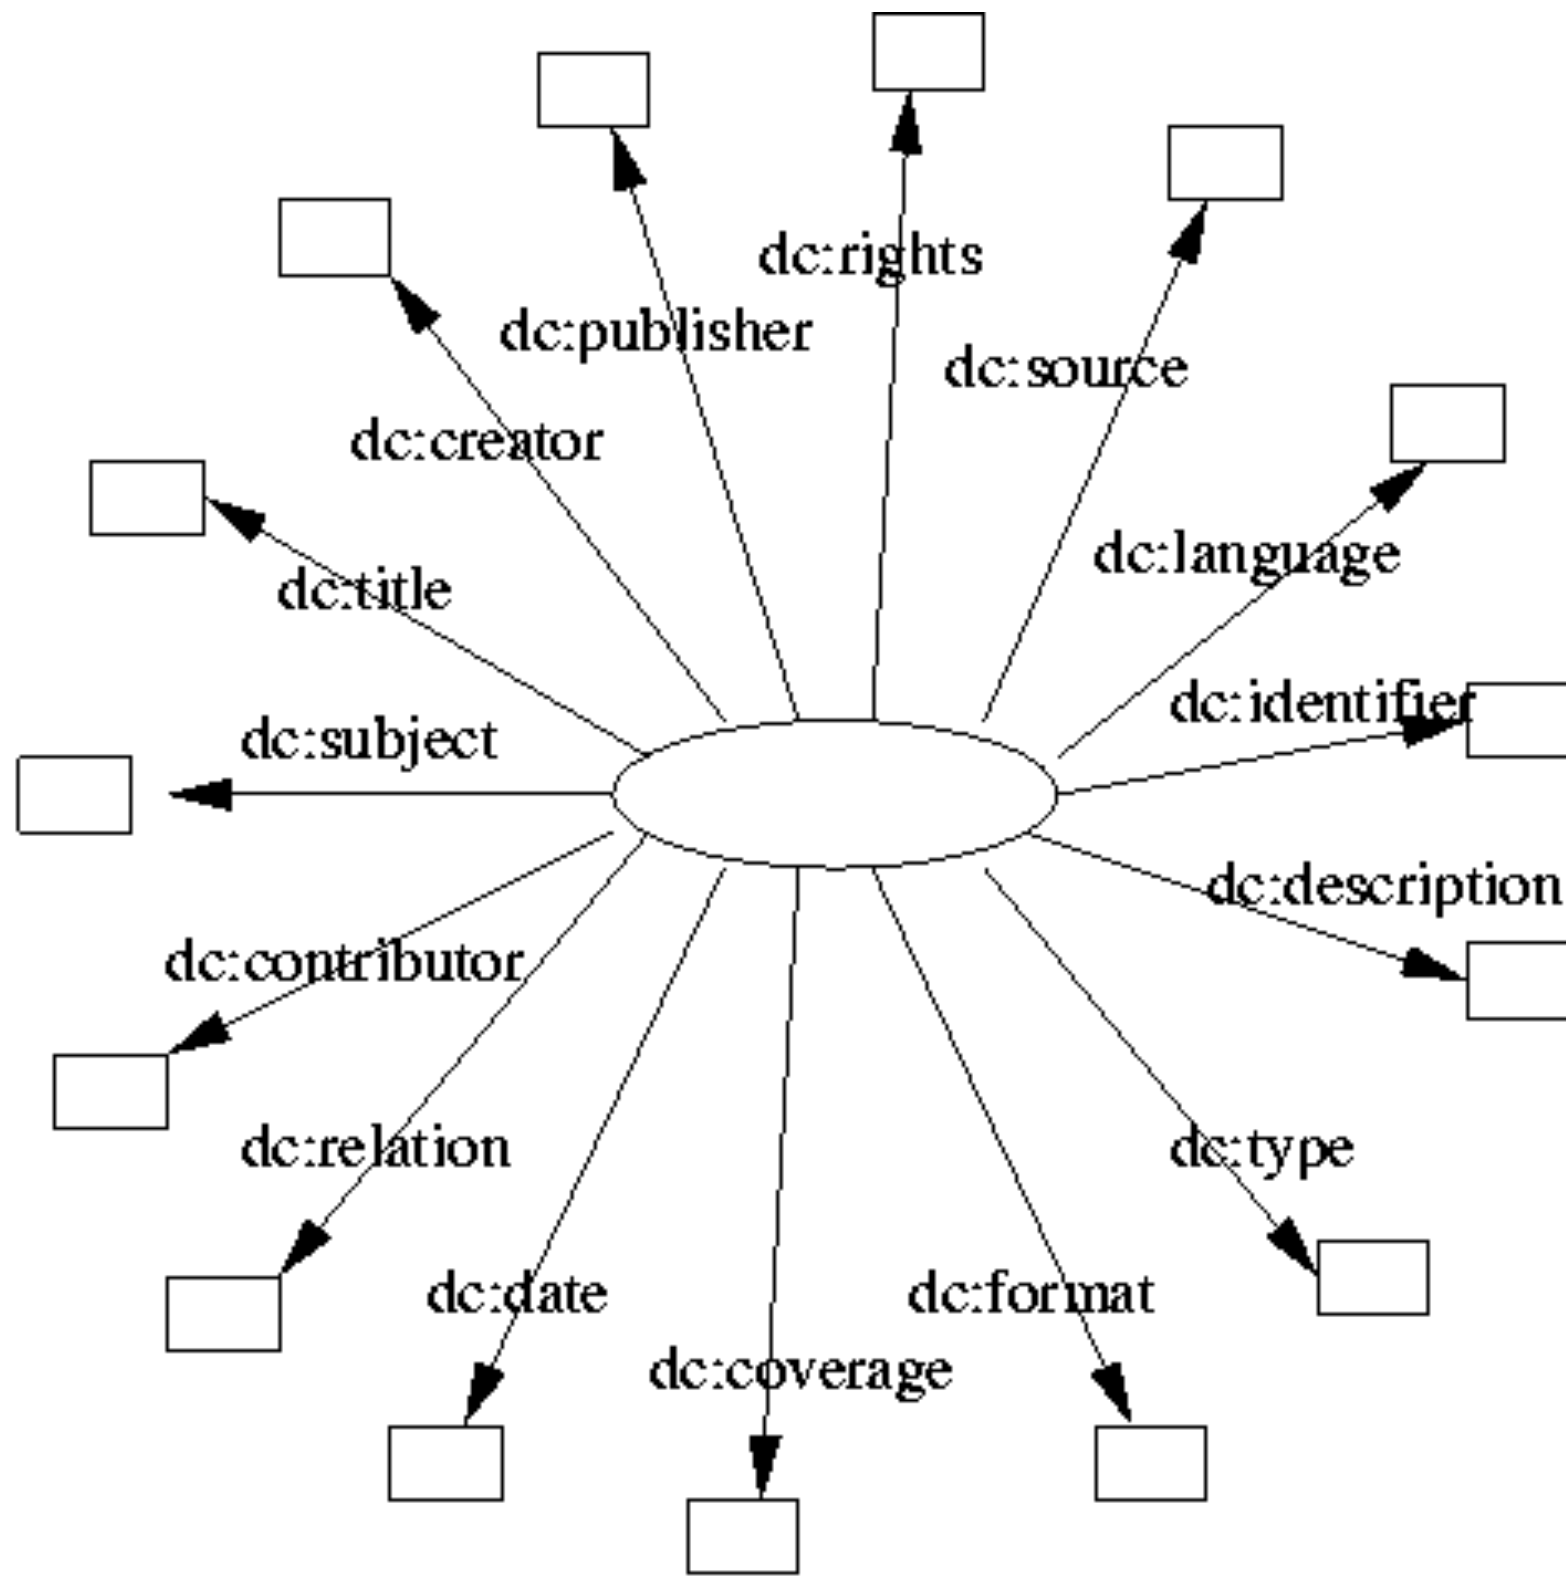 dc:rights
dc:publisher
dc:source
dc:creator
dc:language
dc:title
dc:identifier
dc:subject
dc:description
dc:contributor
dc:relation
dc:type
dc:date
dc:format
dc:coverage